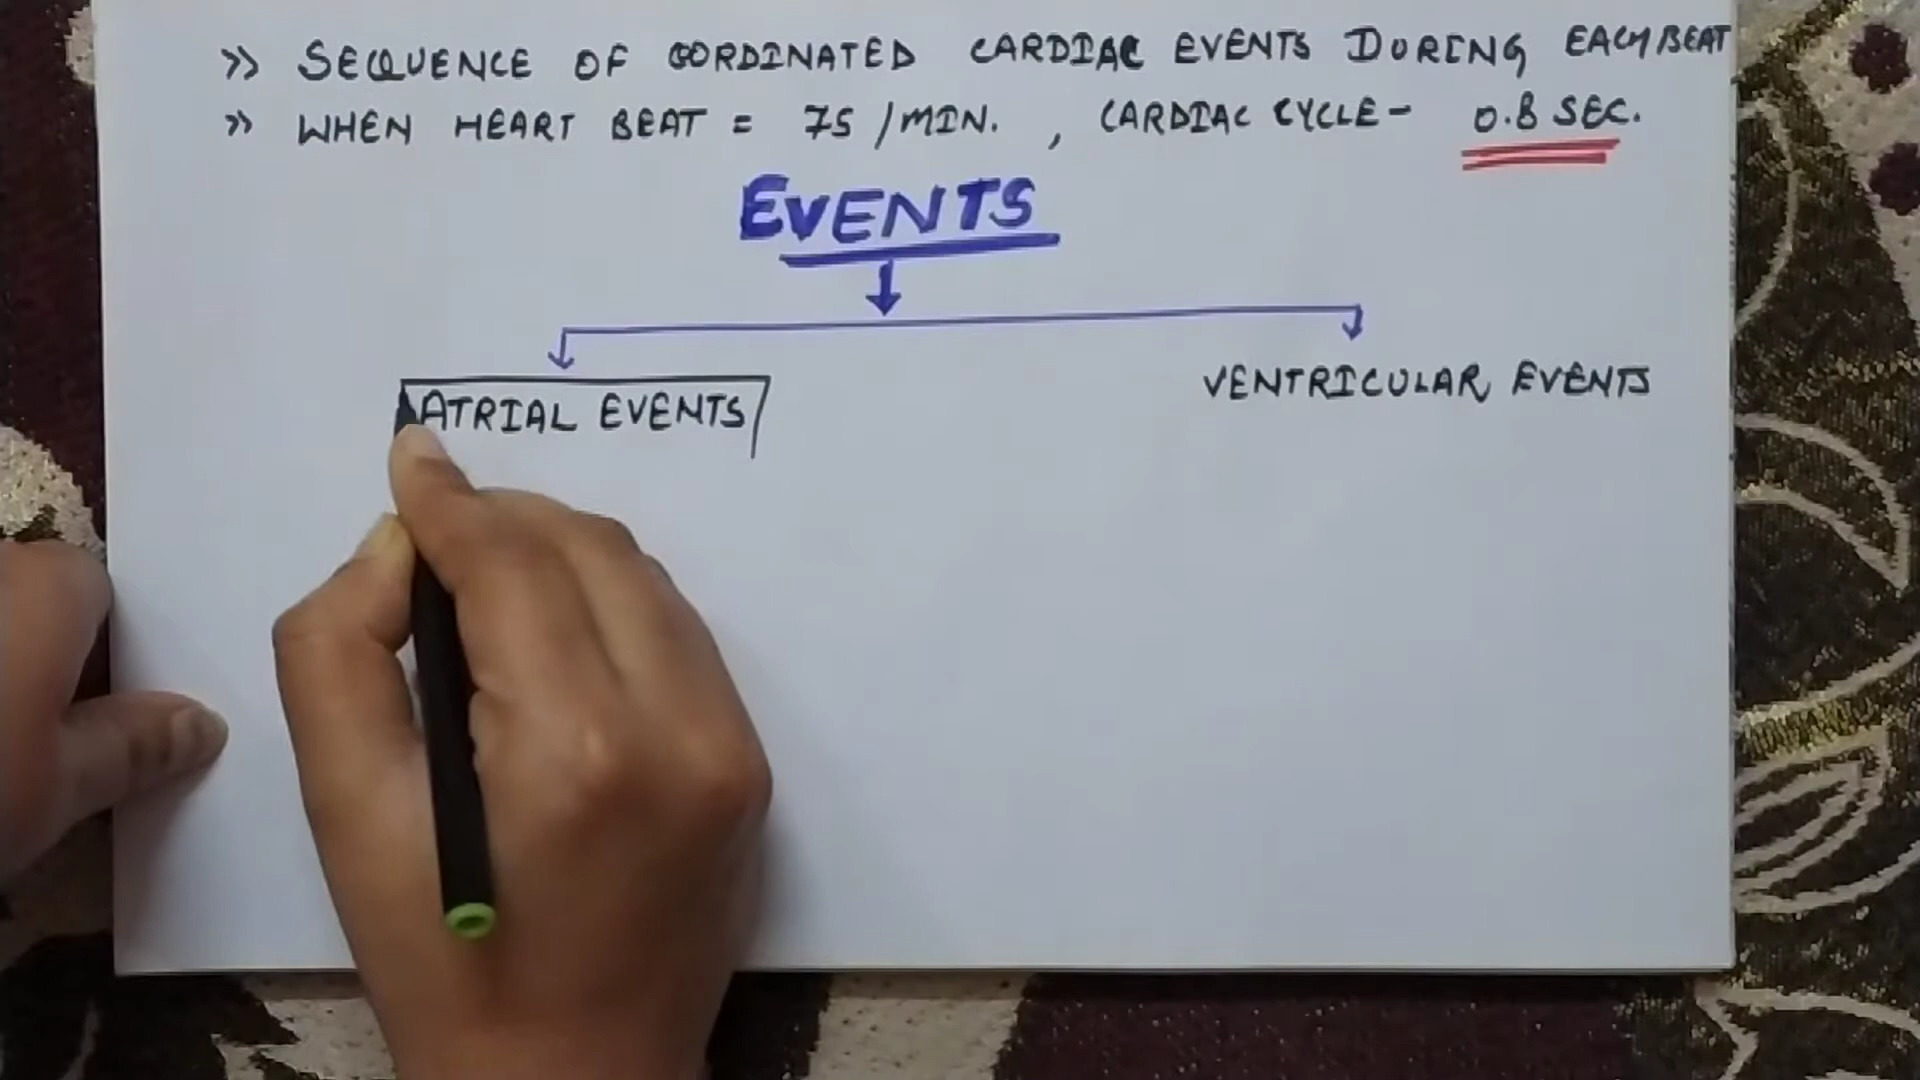 >> SEQUENCE OF CORDINATED CARDIAC EVENTS DURING EACH BEAT
>> WHEN HEART BEAT = 75 /MIN. , CARDIAC CYCLE - 0.8 SEC.
EVENTS
ATRIAL EVENTS
VENTRICULAR EVENTS